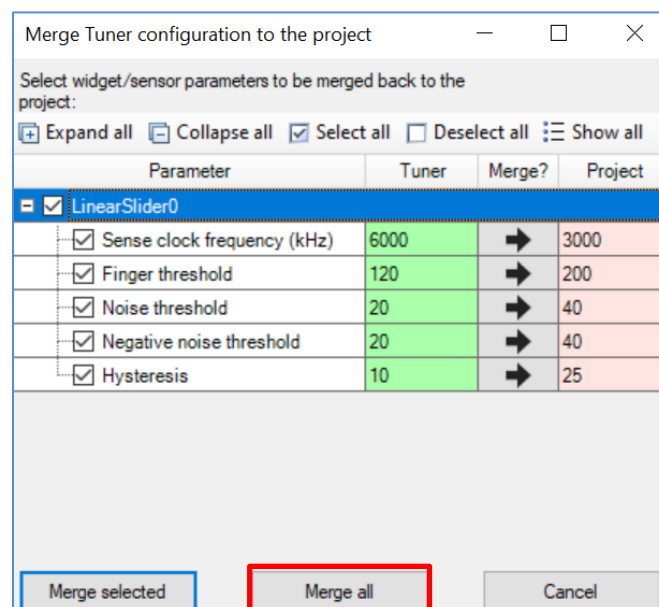 Merge Tuner configuration to the project
Select widget/sensor parameters to be merged back to the
project:
Expand all Collapse all Select all Deselect all Show all
Parameter Tuner Merge? Project
LinearSlider0
Sense clock frequency (kHz) 6000 3000
Finger threshold 120 200
Noise threshold 20 40
Negative noise threshold 20 40
Hysteresis 10 25
Merge selected Merge all Cancel